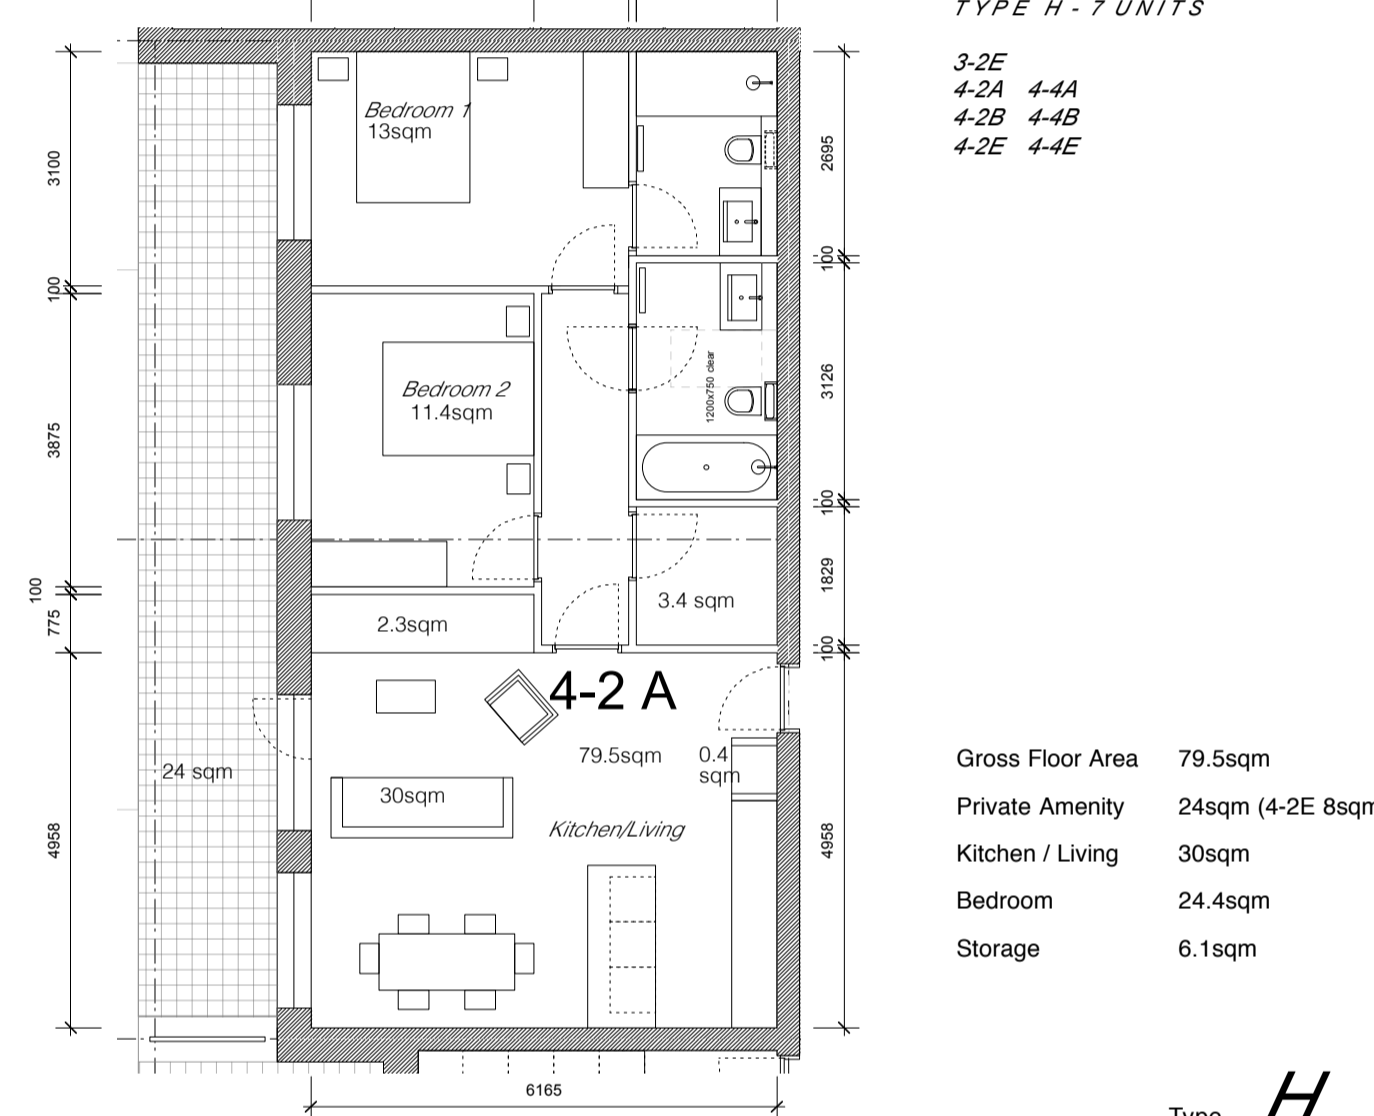 TYPE H - 7 UNITS
3-2E
4-2A 4-4A
4-2B 4-4B
4-2E 4-4E
Bedroom 1
13sqm
3100
2695
100
100
Bedroom 2
11.4sqm
1200x750 clear
3875
3126
100
100
775
2.3sqm
3.4 sqm
1829
100
4-2 A
79.5sqm
0.4
sqm
24 sqm
30sqm
Kitchen/Living
4958
4958
6165
Gross Floor Area 79.5sqm
Private Amenity 24sqm (4-2E 8sqm
Kitchen / Living 30sqm
Bedroom 24.4sqm
Storage 6.1sqm
Type H